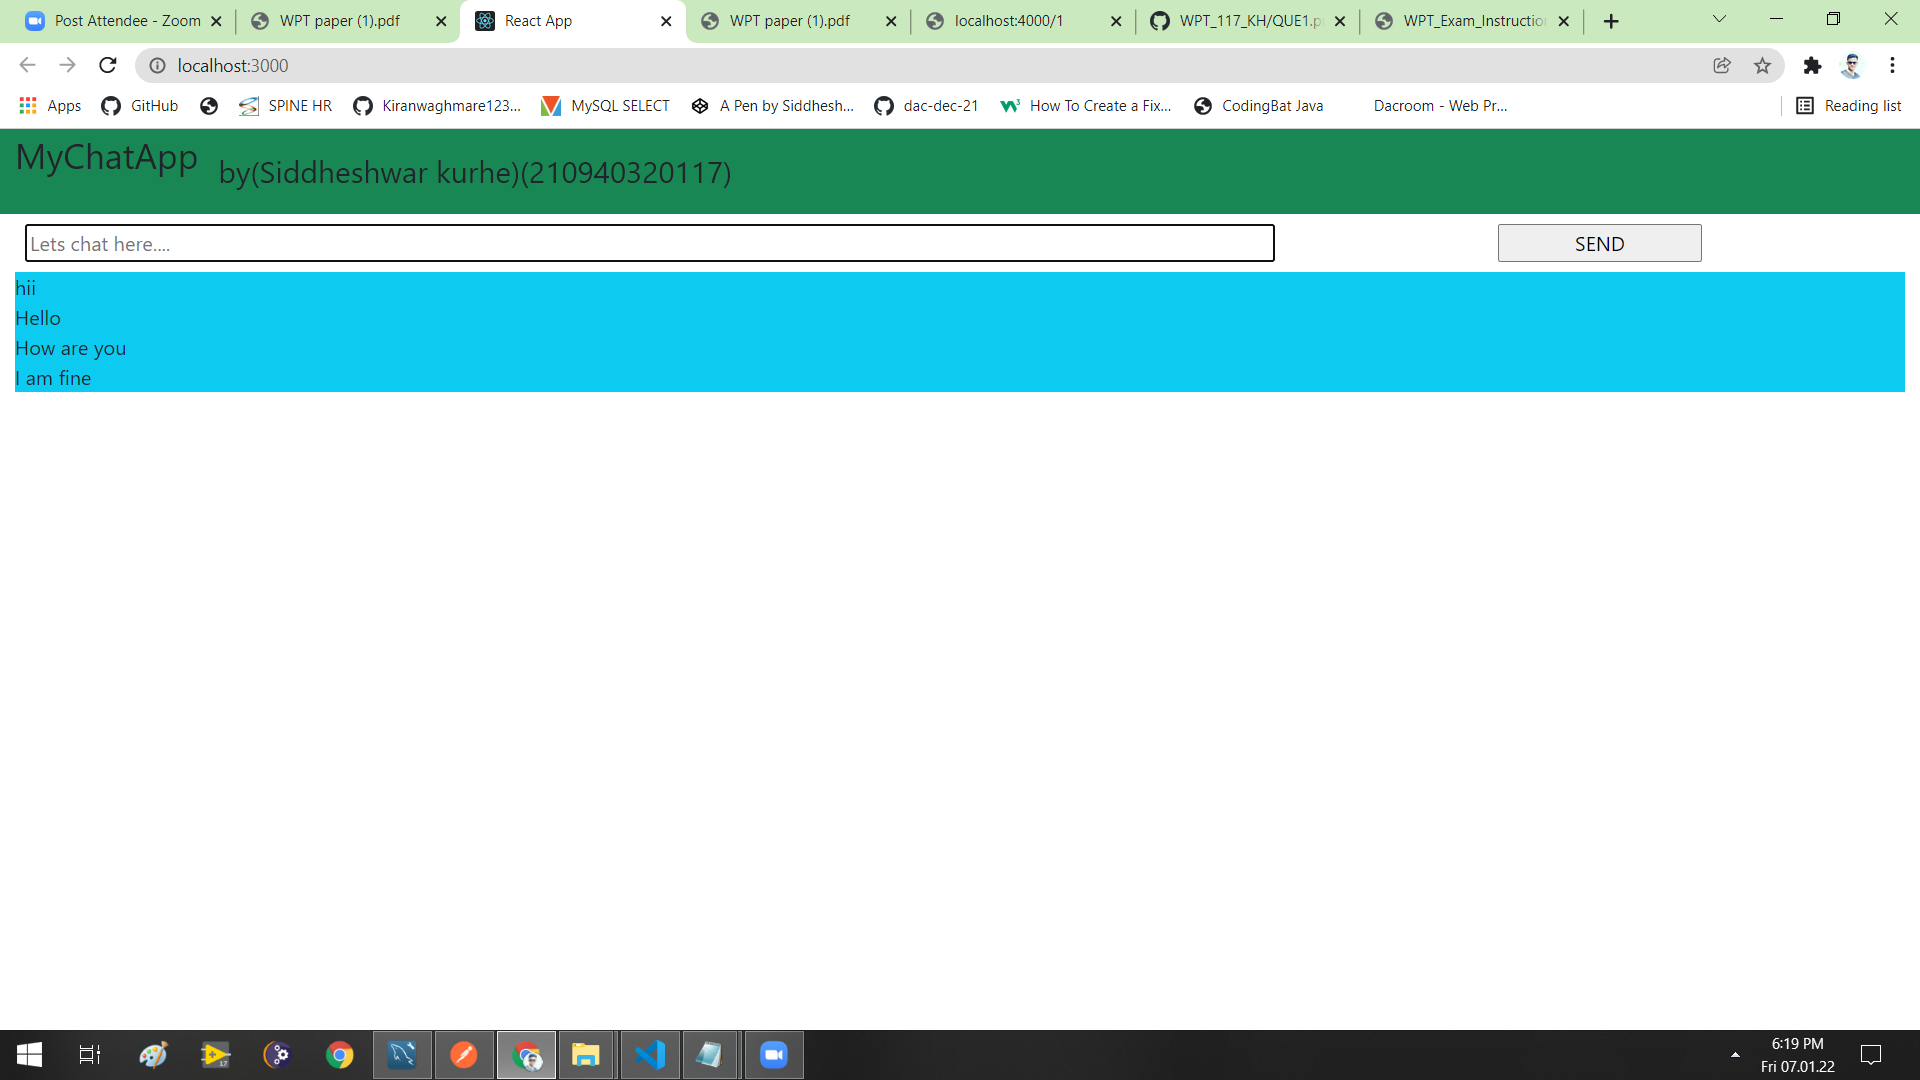 Post Attendee - Zoom
WPT paper (1).pdf
React App
WPT paper (1).pdf
localhost:4000/1
WPT_117_KH/QUE1.p
WPT_Exam_Instruction
localhost:3000
Apps
GitHub
SPINE HR
Kiranwaghmare123...
MySQL SELECT
A Pen by Siddhesh...
dac-dec-21
How To Create a Fix...
CodingBat Java
Dacroom - Web Pr...
Reading list
MyChatApp by(Siddheshwar kurhe)(210940320117)
Lets chat here....
SEND
hii
Hello
How are you
I am fine
6:19 PM
Fri 07.01.22